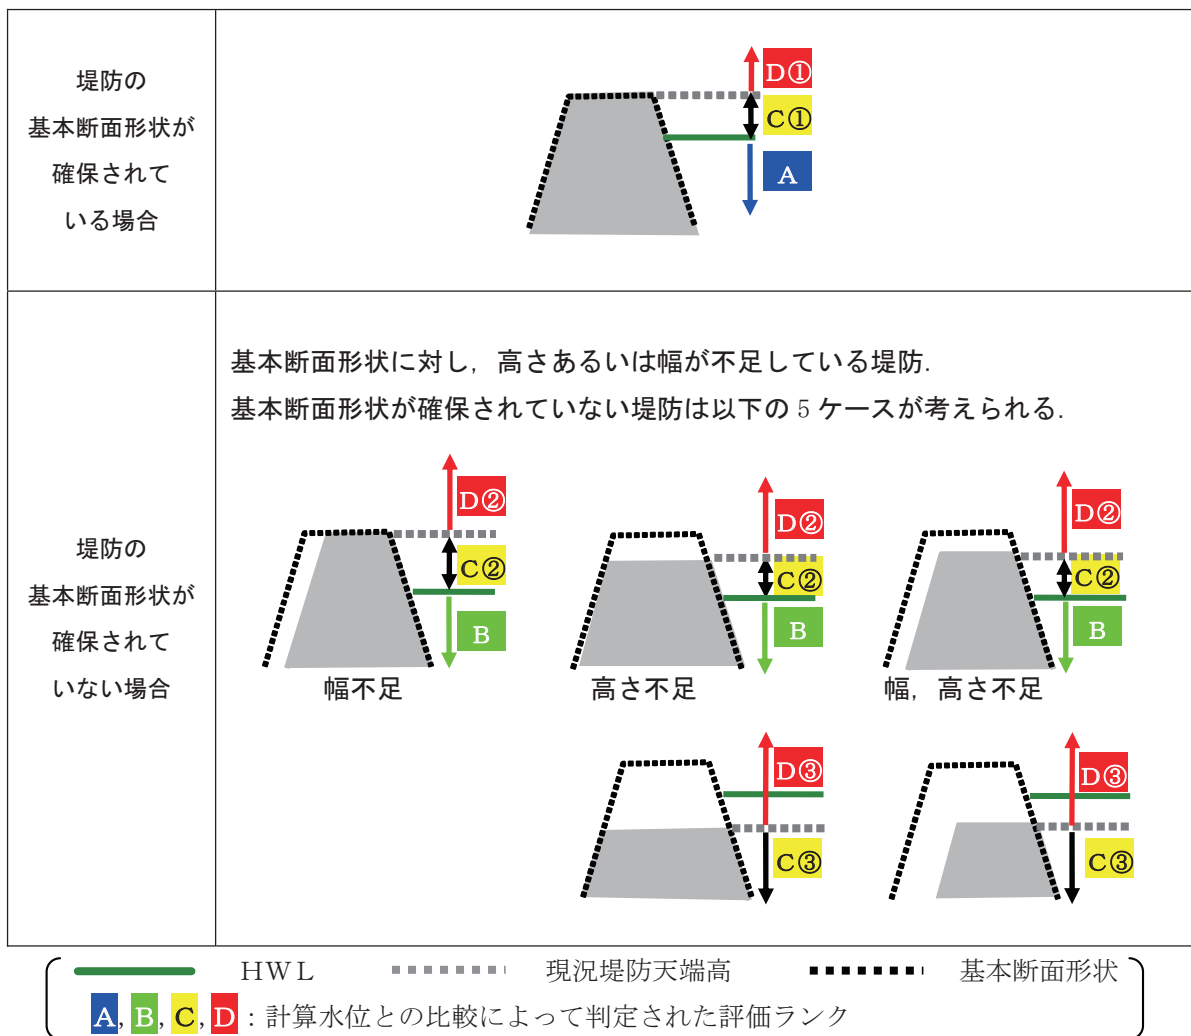 堤防の
基本断面形状が
確保されて
いる場合
D①
C①
A
堤防の
基本断面形状が
確保されて
いない場合
基本断面形状に対し，高さあるいは幅が不足している堤防.
基本断面形状が確保されていない堤防は以下の 5 ケースが考えられる.
D② D② D②
C② C② C②
B B B
幅不足 高さ不足 幅，高さ不足
D③ D③
C③ C③
HWL 現況堤防天端高 基本断面形状
A, B, C, D：計算水位との比較によって判定された評価ランク